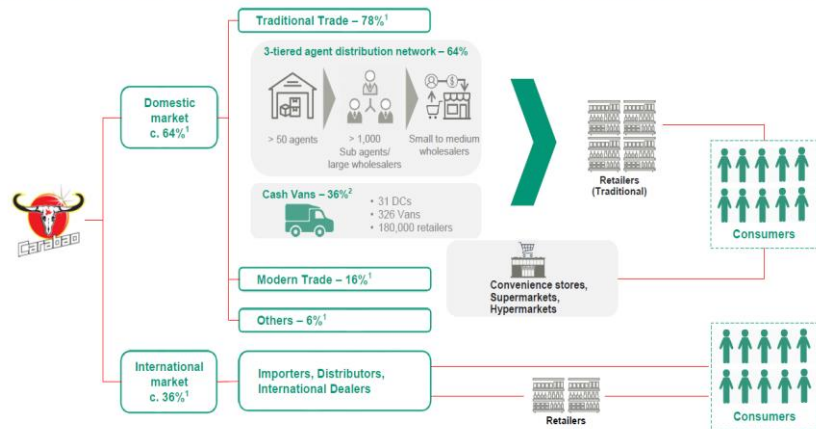 Traditional Trade – 78%¹
3-tiered agent distribution network – 64%
> 50 agents
> 1,000
Sub agents/
large wholesalers
Small to medium
wholesalers
Domestic
market
c. 64%¹
Cash Vans – 36%²
• 31 DCs
• 326 Vans
• 180,000 retailers
Retailers
(Traditional)
Consumers
Carabao
Modern Trade – 16%¹
Convenience stores,
Supermarkets,
Hypermarkets
Others – 6%¹
International
market
c. 36%¹
Importers, Distributors,
International Dealers
Retailers
Consumers